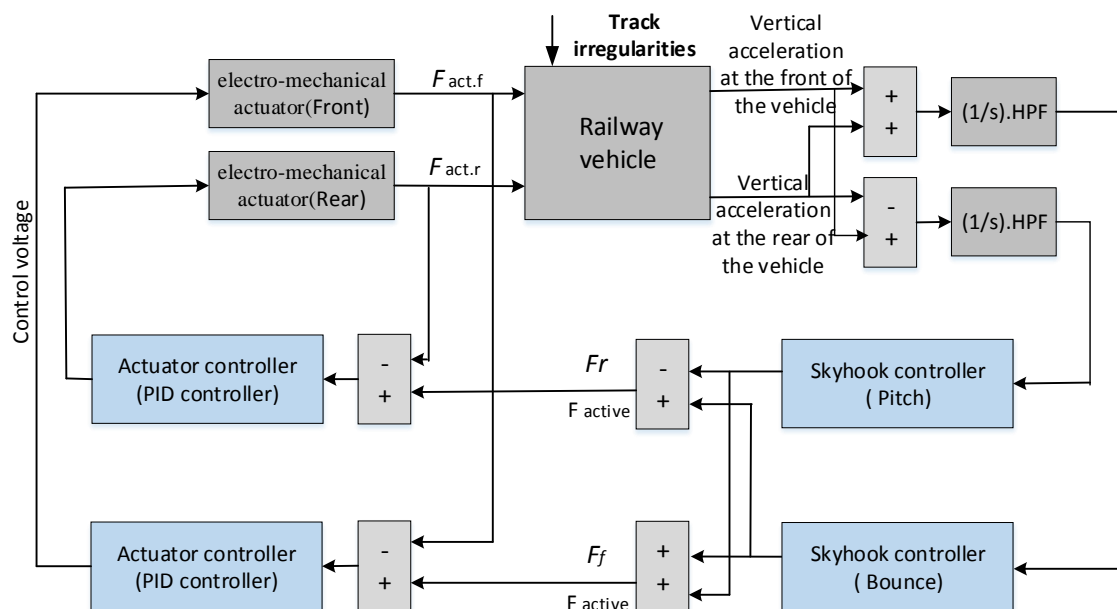 Track
irregularities
Vertical
acceleration
at the front of
the vehicle
electro-mechanical
actuator(Front)
F act.f
Railway
vehicle
+
+
(1/s).HPF
electro-mechanical
actuator(Rear)
F act.r
Vertical
acceleration
at the rear of
the vehicle
-
+
(1/s).HPF
Control voltage
Actuator controller
(PID controller)
-
+
Fr
F active
-
+
Skyhook controller
( Pitch)
Actuator controller
(PID controller)
-
+
Ff
F active
+
+
Skyhook controller
( Bounce)